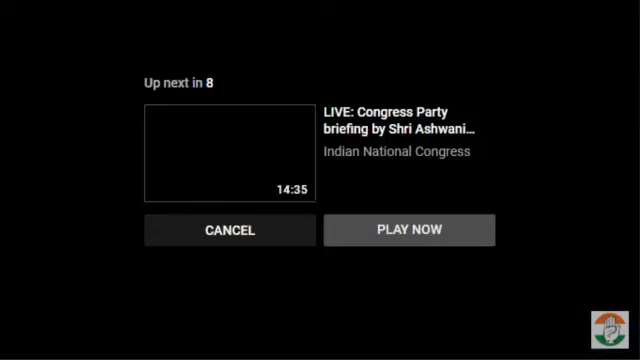 Up next in 8
LIVE: Congress Party
briefing by Shri Ashwani...
Indian National Congress
14:35
CANCEL
PLAY NOW